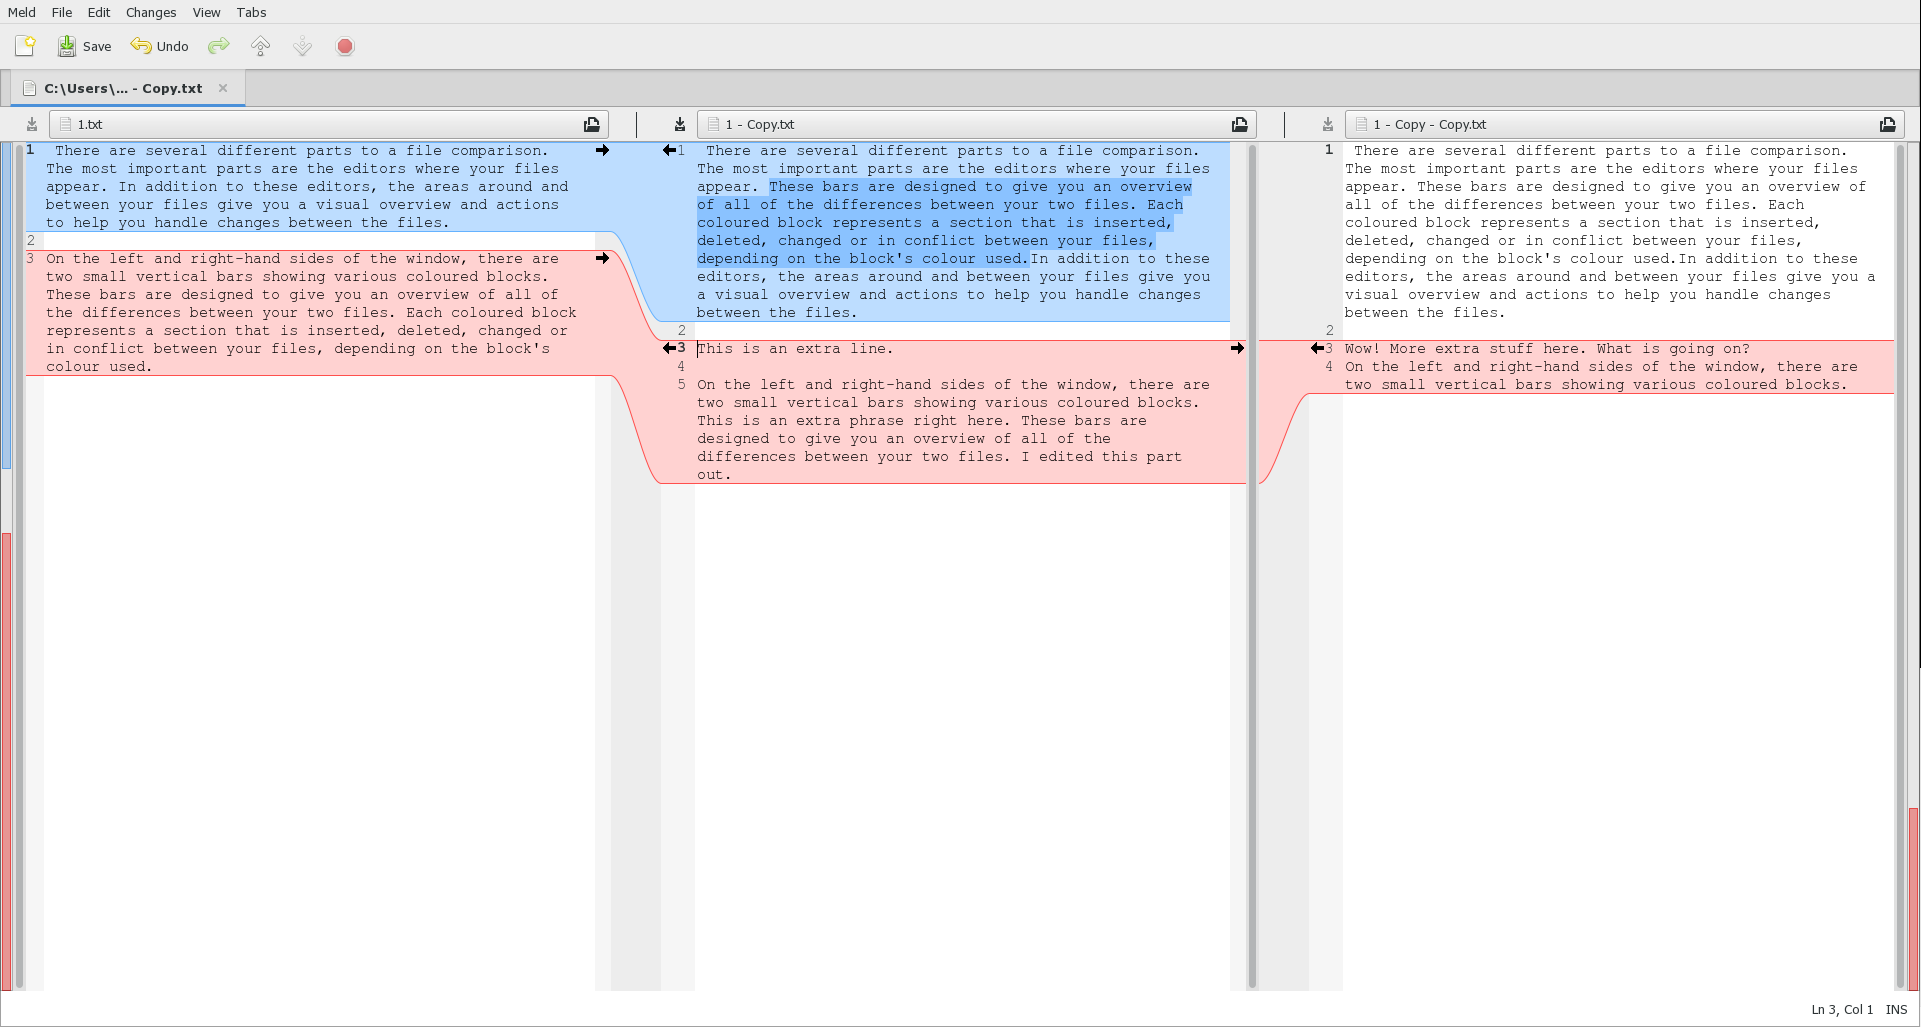 Meld File Edit Changes View Tabs
Save Undo
C:\Users\... - Copy.txt
1.txt
1 There are several different parts to a file comparison.
The most important parts are the editors where your files
appear. In addition to these editors, the areas around and
between your files give you a visual overview and actions
to help you handle changes between the files.
2
3 On the left and right-hand sides of the window, there are
two small vertical bars showing various coloured blocks.
These bars are designed to give you an overview of all of
the differences between your two files. Each coloured block
represents a section that is inserted, deleted, changed or
in conflict between your files, depending on the block's
colour used.
1 - Copy.txt
1 There are several different parts to a file comparison.
The most important parts are the editors where your files
appear. These bars are designed to give you an overview
of all of the differences between your two files. Each
coloured block represents a section that is inserted,
deleted, changed or in conflict between your files,
depending on the block's colour used.In addition to these
editors, the areas around and between your files give you
a visual overview and actions to help you handle changes
between the files.
2
3 This is an extra line.
4
5 On the left and right-hand sides of the window, there are
two small vertical bars showing various coloured blocks.
This is an extra phrase right here. These bars are
designed to give you an overview of all of the
differences between your two files. I edited this part
out.
1 - Copy - Copy.txt
1 There are several different parts to a file comparison.
The most important parts are the editors where your files
appear. These bars are designed to give you an overview of
all of the differences between your two files. Each
coloured block represents a section that is inserted,
deleted, changed or in conflict between your files,
depending on the block's colour used.In addition to these
editors, the areas around and between your files give you a
visual overview and actions to help you handle changes
between the files.
2
3 Wow! More extra stuff here. What is going on?
4 On the left and right-hand sides of the window, there are
two small vertical bars showing various coloured blocks.
Ln 3, Col 1 INS